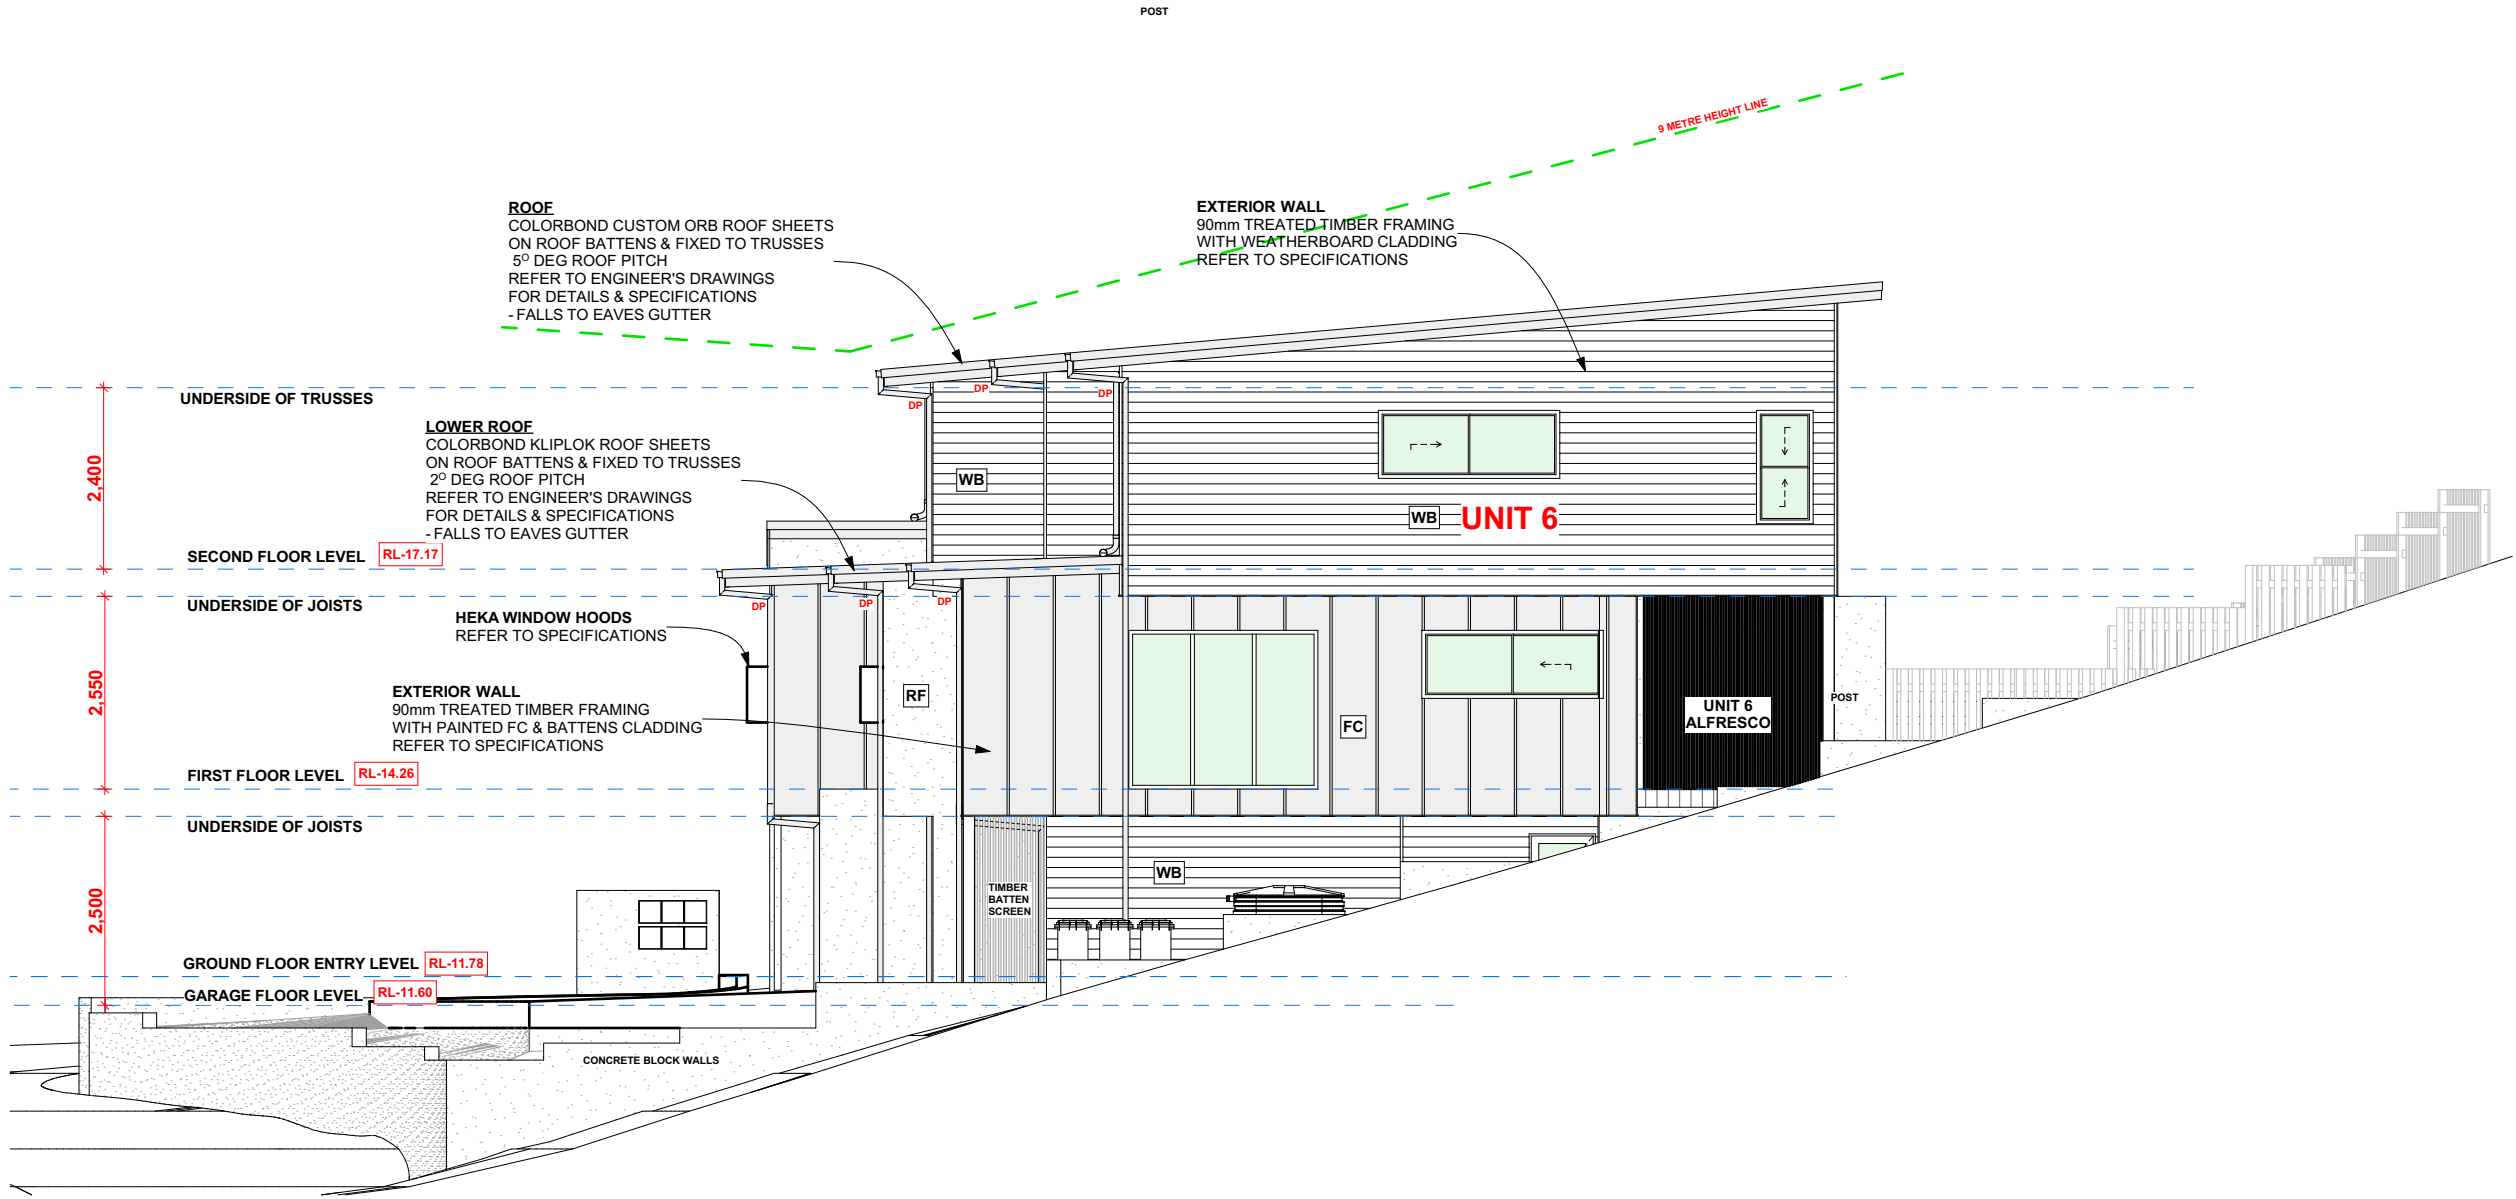 POST
9 METRE HEIGHT LINE
ROOF
COLORBOND CUSTOM ORB ROOF SHEETS
ON ROOF BATTENS & FIXED TO TRUSSES
5° DEG ROOF PITCH
REFER TO ENGINEER'S DRAWINGS
FOR DETAILS & SPECIFICATIONS
- FALLS TO EAVES GUTTER
EXTERIOR WALL
90mm TREATED TIMBER FRAMING
WITH WEATHERBOARD CLADDING
REFER TO SPECIFICATIONS
UNDERSIDE OF TRUSSES
DP
DP
DP
LOWER ROOF
COLORBOND KLIPLOK ROOF SHEETS
ON ROOF BATTENS & FIXED TO TRUSSES
2° DEG ROOF PITCH
REFER TO ENGINEER'S DRAWINGS
FOR DETAILS & SPECIFICATIONS
- FALLS TO EAVES GUTTER
2,400
WB
WB
UNIT 6
SECOND FLOOR LEVEL RL-17.17
UNDERSIDE OF JOISTS
DP
DP
DP
HEKA WINDOW HOODS
REFER TO SPECIFICATIONS
2,550
EXTERIOR WALL
90mm TREATED TIMBER FRAMING
WITH PAINTED FC & BATTENS CLADDING
REFER TO SPECIFICATIONS
RF
FC
UNIT 6
ALFRESCO
POST
FIRST FLOOR LEVEL RL-14.26
UNDERSIDE OF JOISTS
2,500
WB
TIMBER
BATTEN
SCREEN
GROUND FLOOR ENTRY LEVEL RL-11.78
GARAGE FLOOR LEVEL RL-11.60
CONCRETE BLOCK WALLS